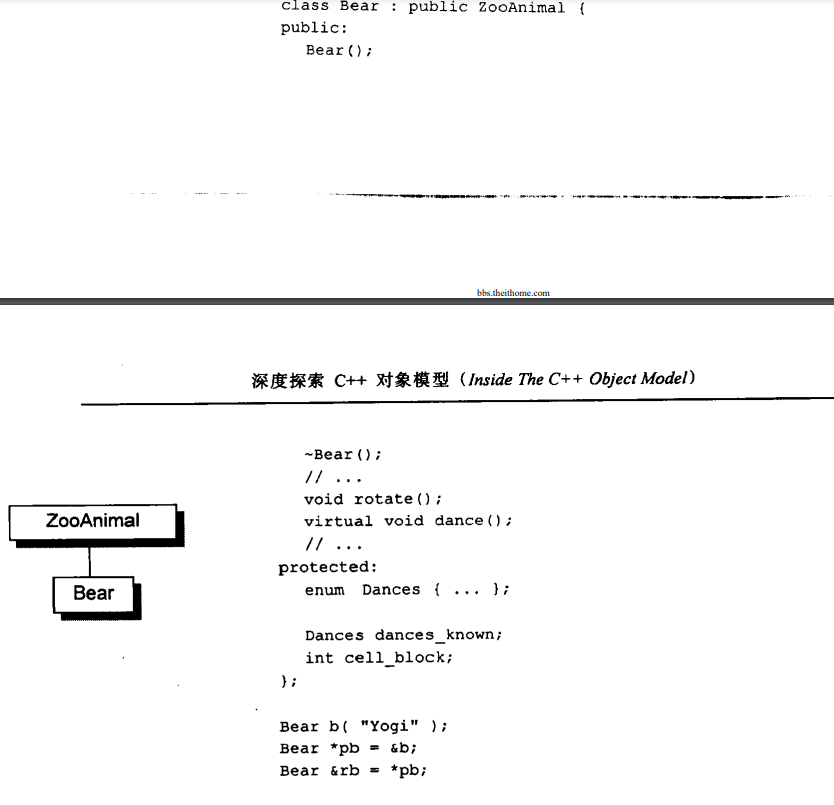 class Bear : public ZooAnimal {
public:
Bear();
bbs.theithome.com
深度探索 C++ 对象模型（Inside The C++ Object Model）
~Bear();
// ...
void rotate();
virtual void dance();
// ...
protected:
enum Dances { ... };
Dances dances_known;
int cell_block;
};
ZooAnimal
Bear
Bear b( "Yogi" );
Bear *pb = &b;
Bear &rb = *pb;